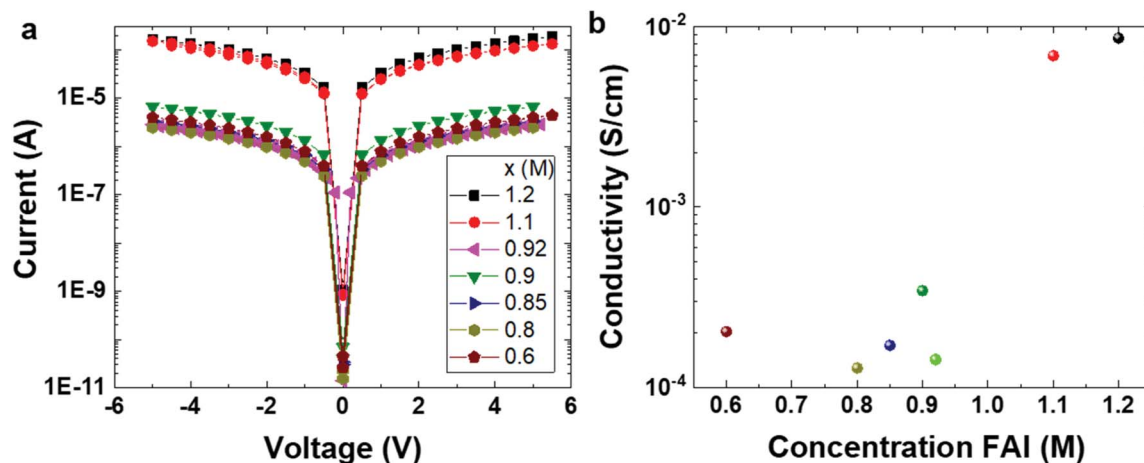 a
Current (A)
1E-5
1E-7
1E-9
1E-11
-6
-4
-2
0
2
4
6
Voltage (V)
x (M)
1.2
1.1
0.92
0.9
0.85
0.8
0.6
b
Conductivity (S/cm)
10⁻²
10⁻³
10⁻⁴
0.6
0.7
0.8
0.9
1.0
1.1
1.2
Concentration FAI (M)